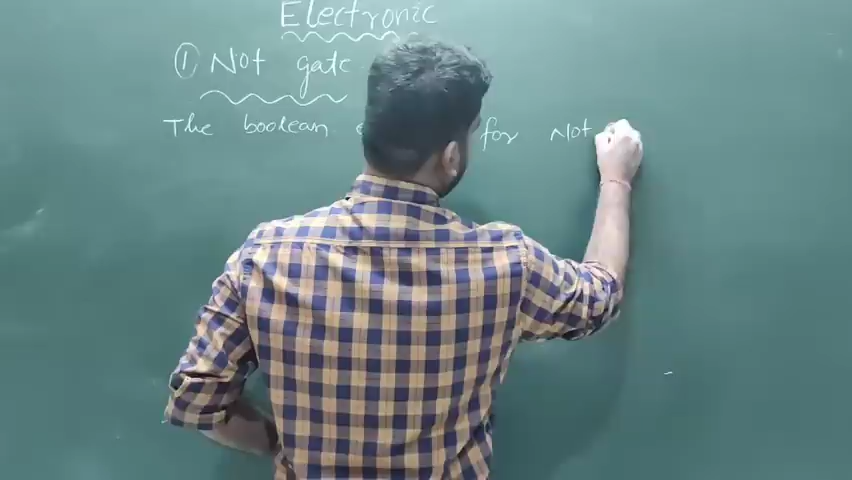 Electronic
① Not gate
The boolean for Not